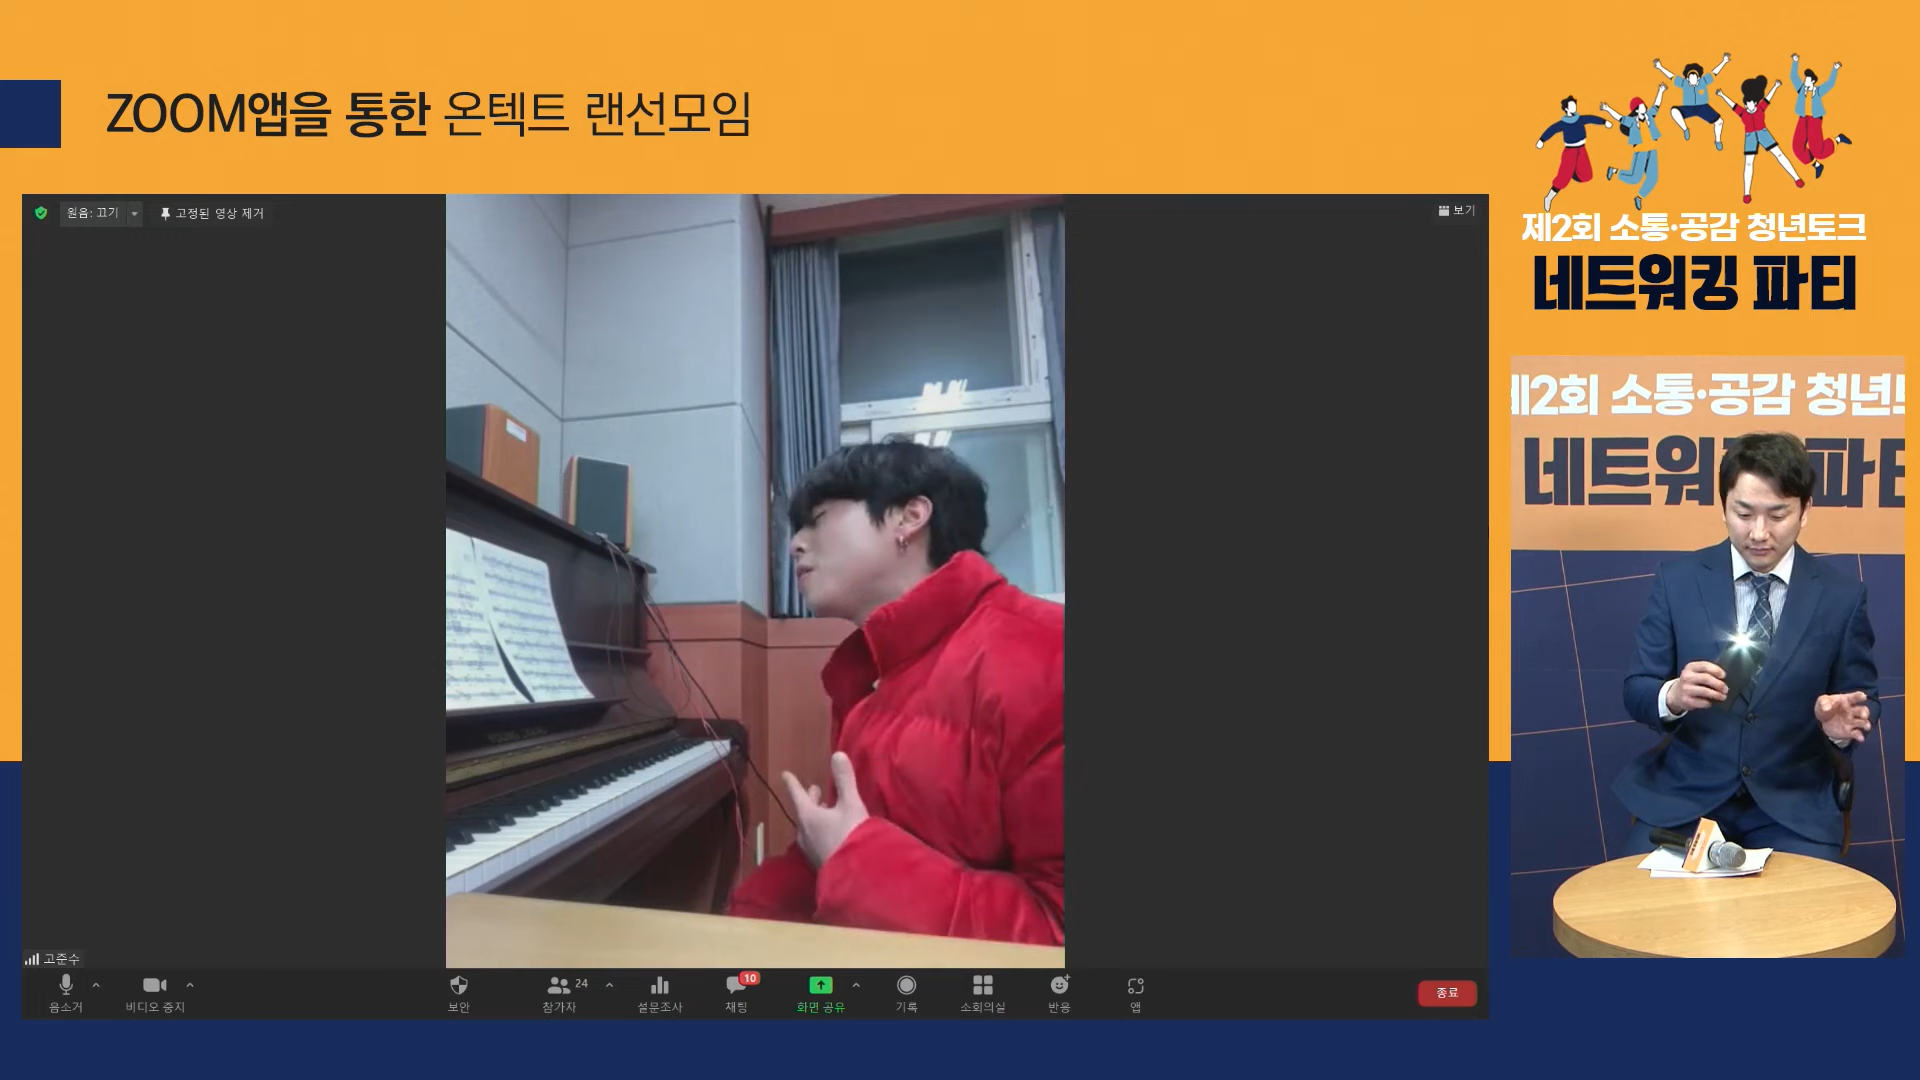 ZOOM앱을 통한 온텍트 랜선모임
제2회 소통·공감 청년토크
네트워킹 파티
원음: 끄기
고정된 영상 제거
보기
제2회 소통·공감 청년토
네트워킹 파티
고준수
음소거
비디오 중지
보안
24
참가자
설문조사
10
채팅
화면 공유
기록
소회의실
반응
앱
종료